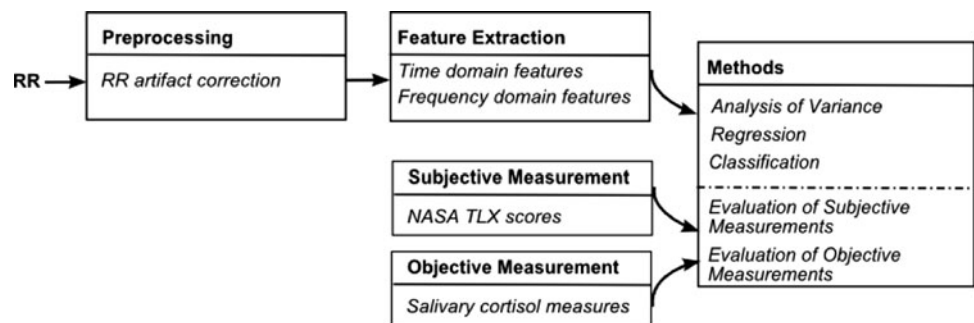 RR
Preprocessing
RR artifact correction
Feature Extraction
Time domain features
Frequency domain features
Subjective Measurement
NASA TLX scores
Objective Measurement
Salivary cortisol measures
Methods
Analysis of Variance
Regression
Classification
Evaluation of Subjective
Measurements
Evaluation of Objective
Measurements